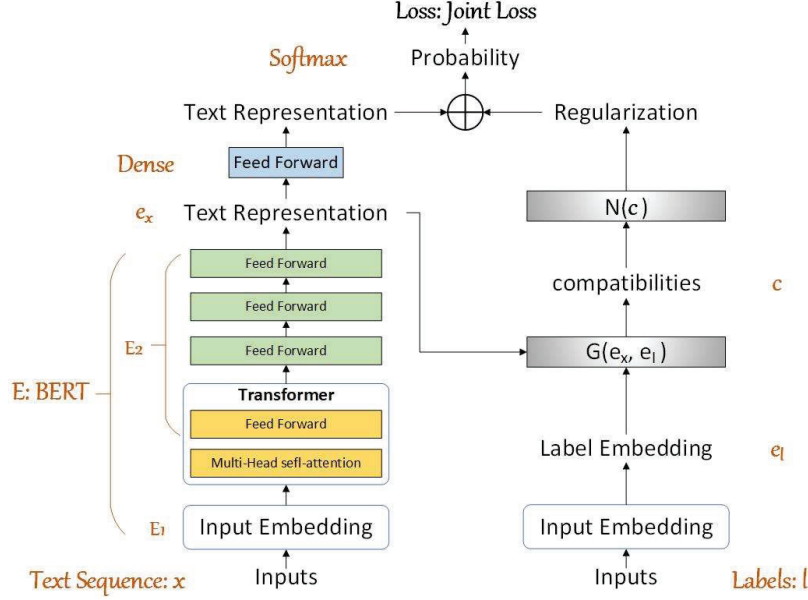 Loss: Joint Loss
Softmax
Probability
Text Representation
Regularization
Dense
Feed Forward
eₓ
Text Representation
N(c)
Feed Forward
Feed Forward
compatibilities
c
E2
Feed Forward
G(eₓ, eₗ)
E: BERT
Transformer
Feed Forward
Multi-Head sefl-attention
Label Embedding
eₗ
E1
Input Embedding
Input Embedding
Text Sequence: x
Inputs
Inputs
Labels: l